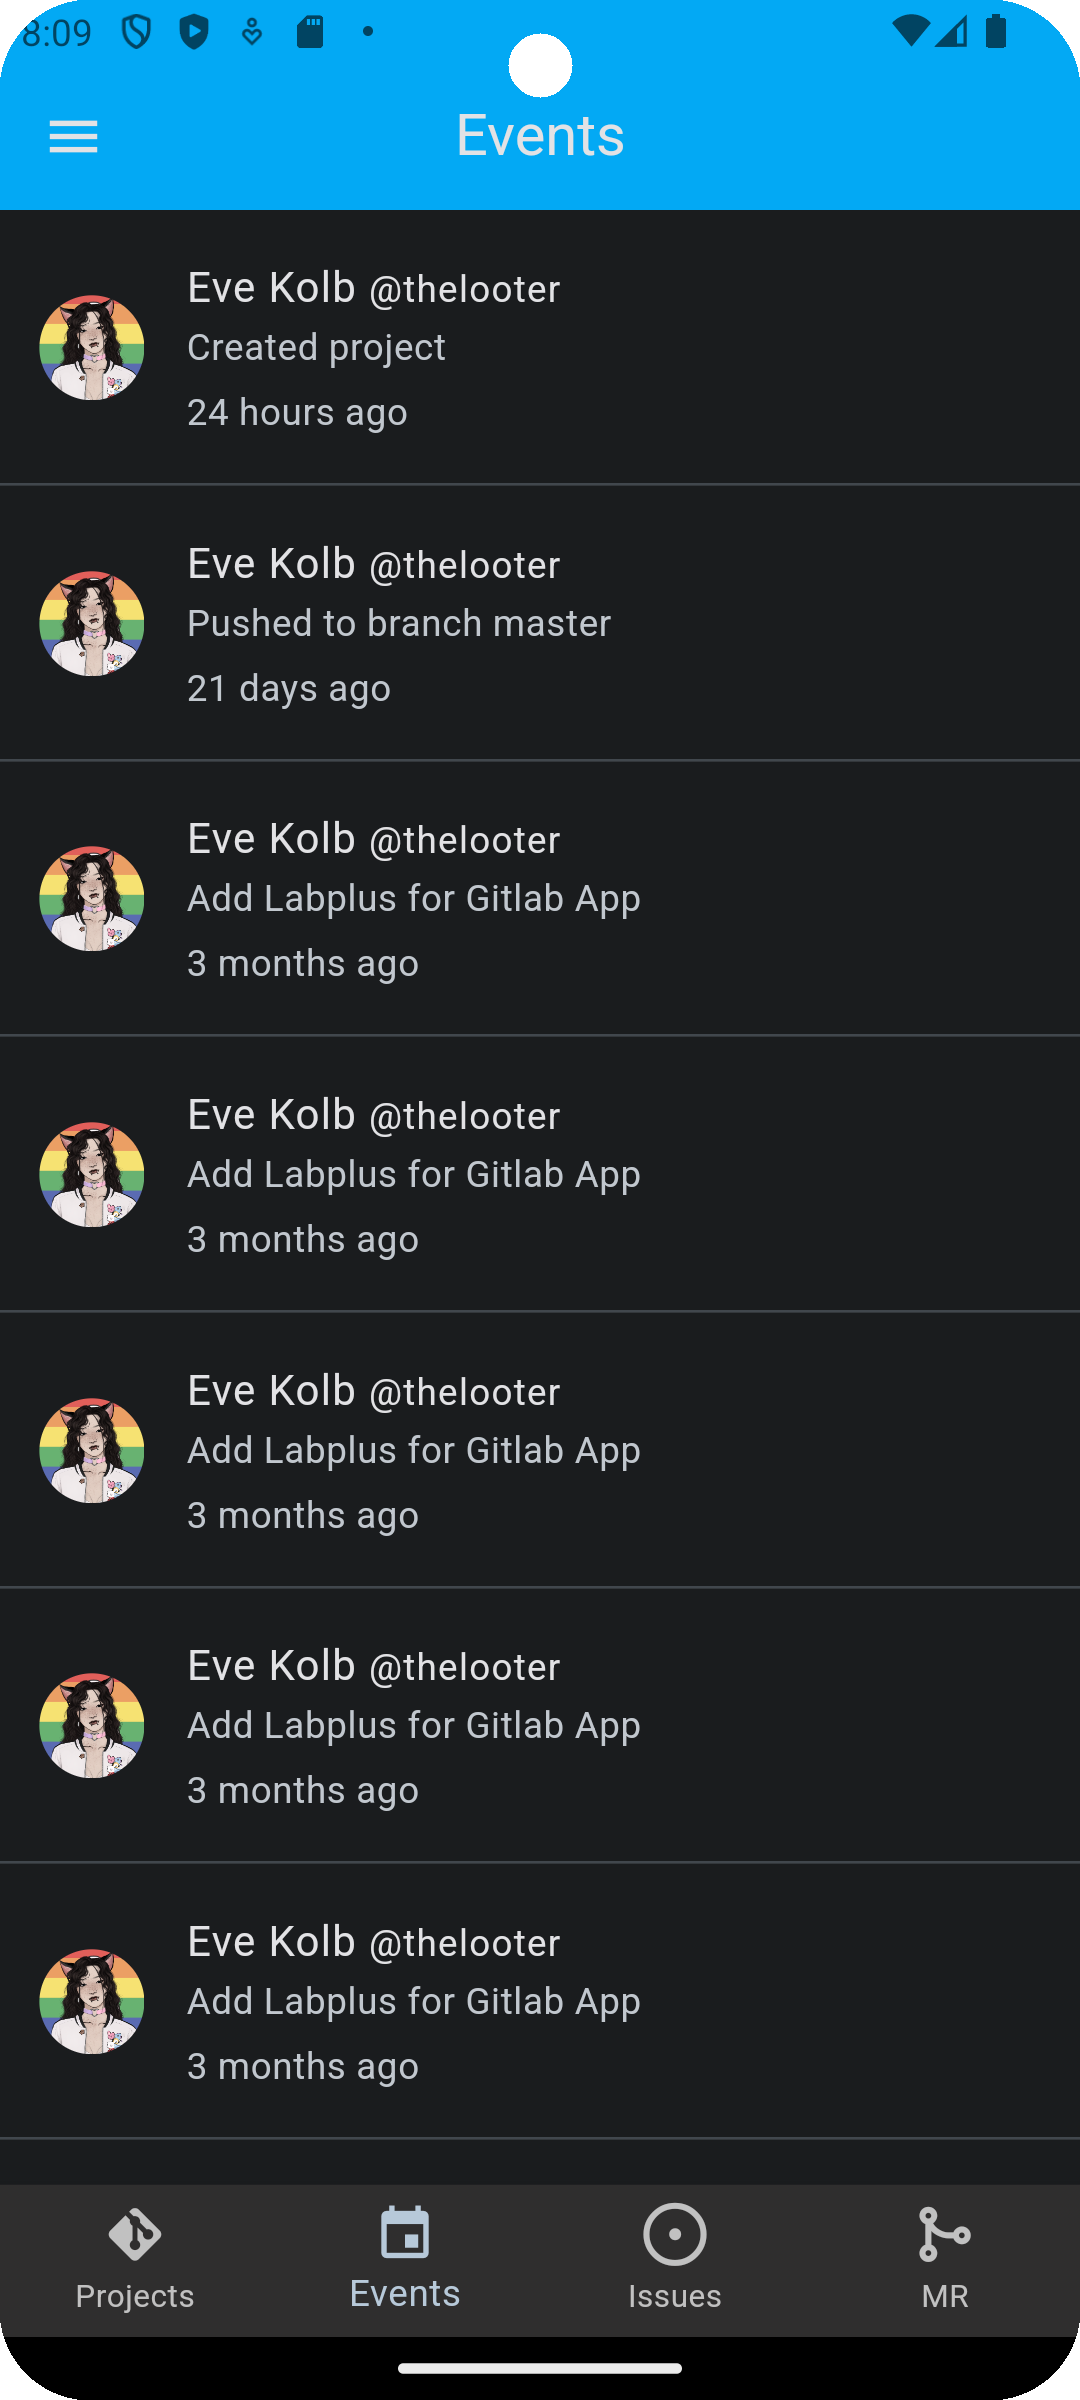 8:09
Events
Eve Kolb @thelooter
Created project
24 hours ago
Eve Kolb @thelooter
Pushed to branch master
21 days ago
Eve Kolb @thelooter
Add Labplus for Gitlab App
3 months ago
Eve Kolb @thelooter
Add Labplus for Gitlab App
3 months ago
Eve Kolb @thelooter
Add Labplus for Gitlab App
3 months ago
Eve Kolb @thelooter
Add Labplus for Gitlab App
3 months ago
Eve Kolb @thelooter
Add Labplus for Gitlab App
3 months ago
Projects Events Issues MR